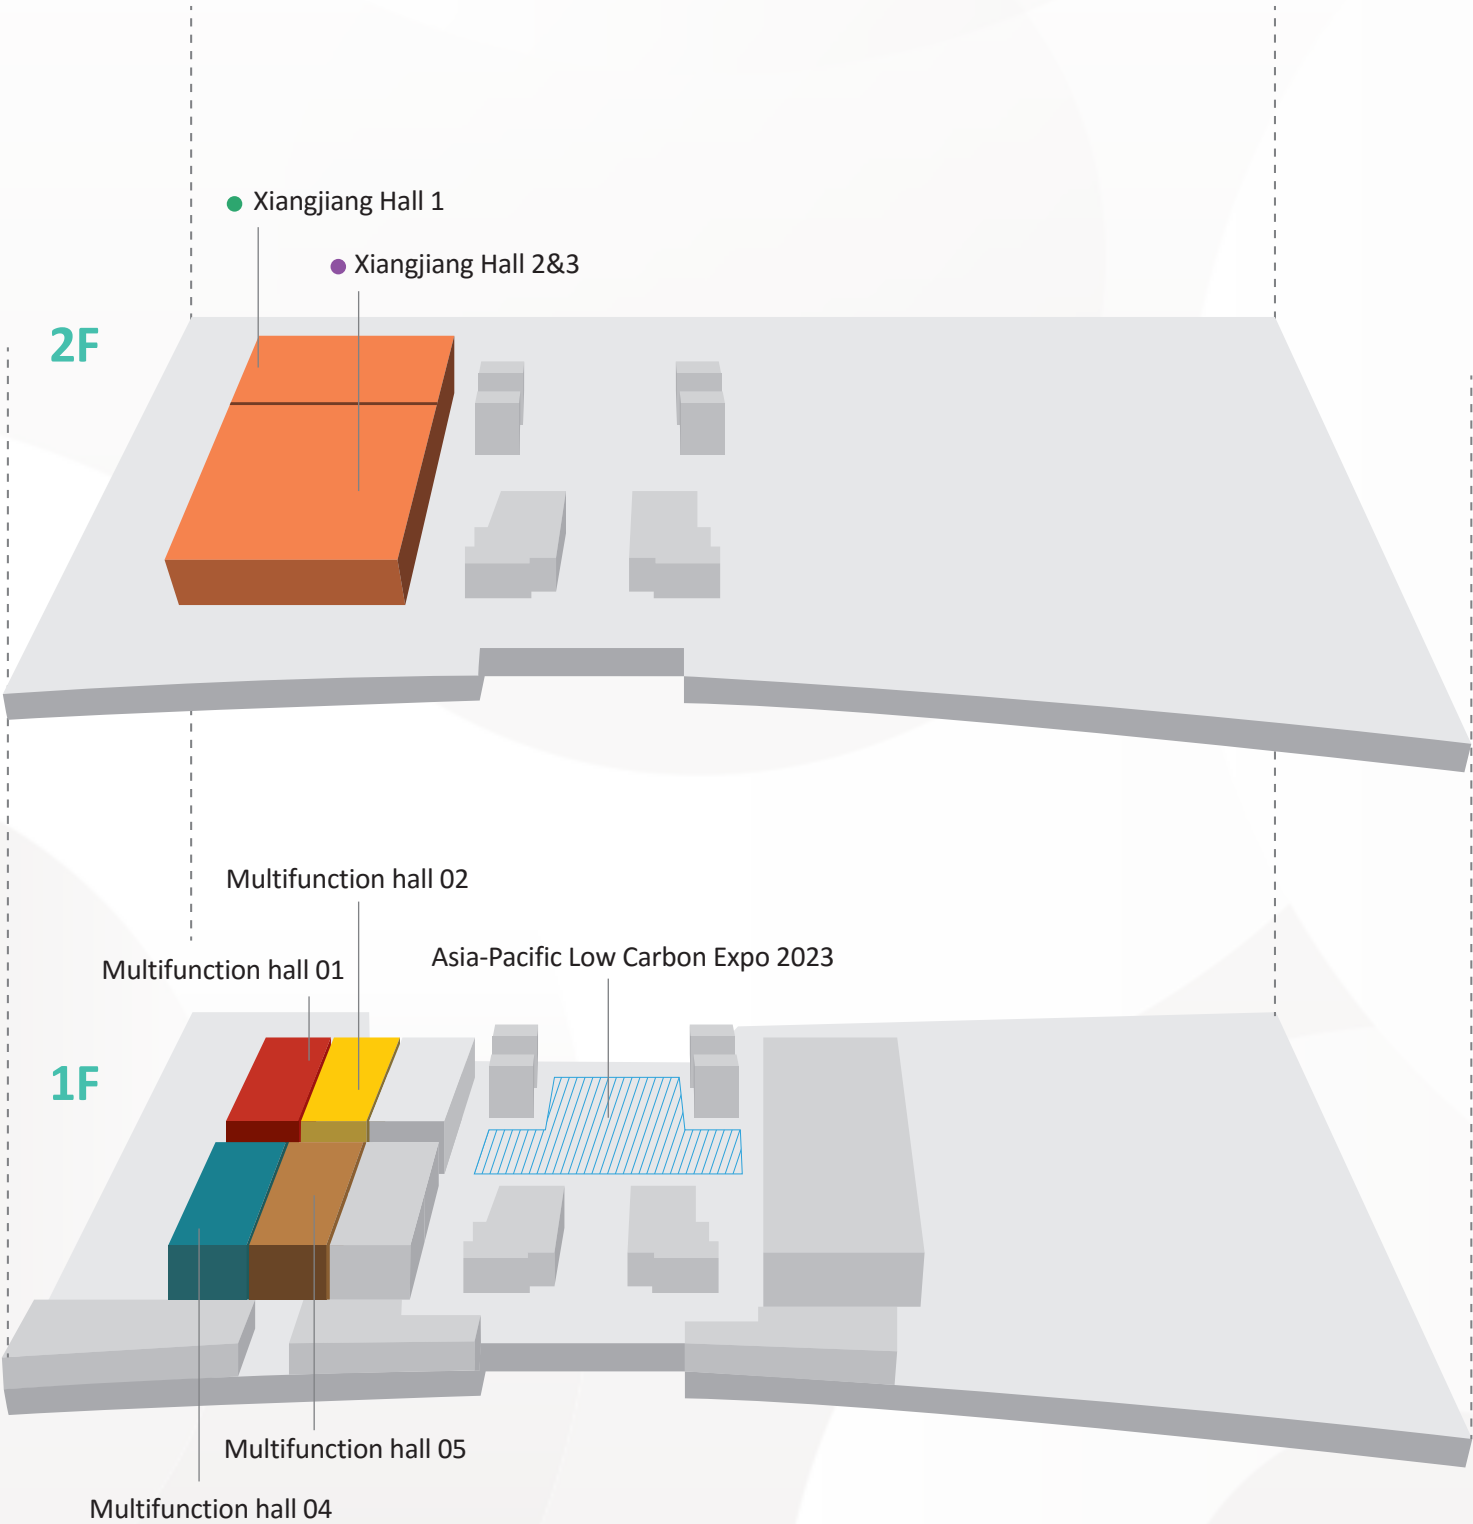 Xiangjiang Hall 1
Xiangjiang Hall 2&3
2F
Multifunction hall 02
Asia-Pacific Low Carbon Expo 2023
Multifunction hall 01
1F
Multifunction hall 05
Multifunction hall 04